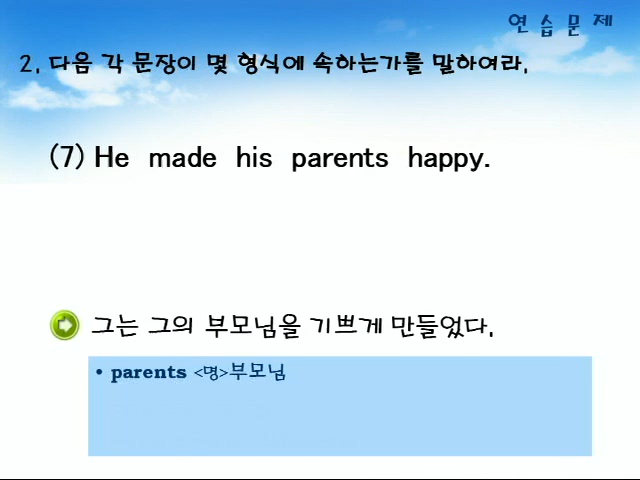 연습문제
2. 다음 각 문장이 몇 형식에 속하는가를 말하여라.
(7) He made his parents happy.
그는 그의 부모님을 기쁘게 만들었다.
• parents <명>부모님